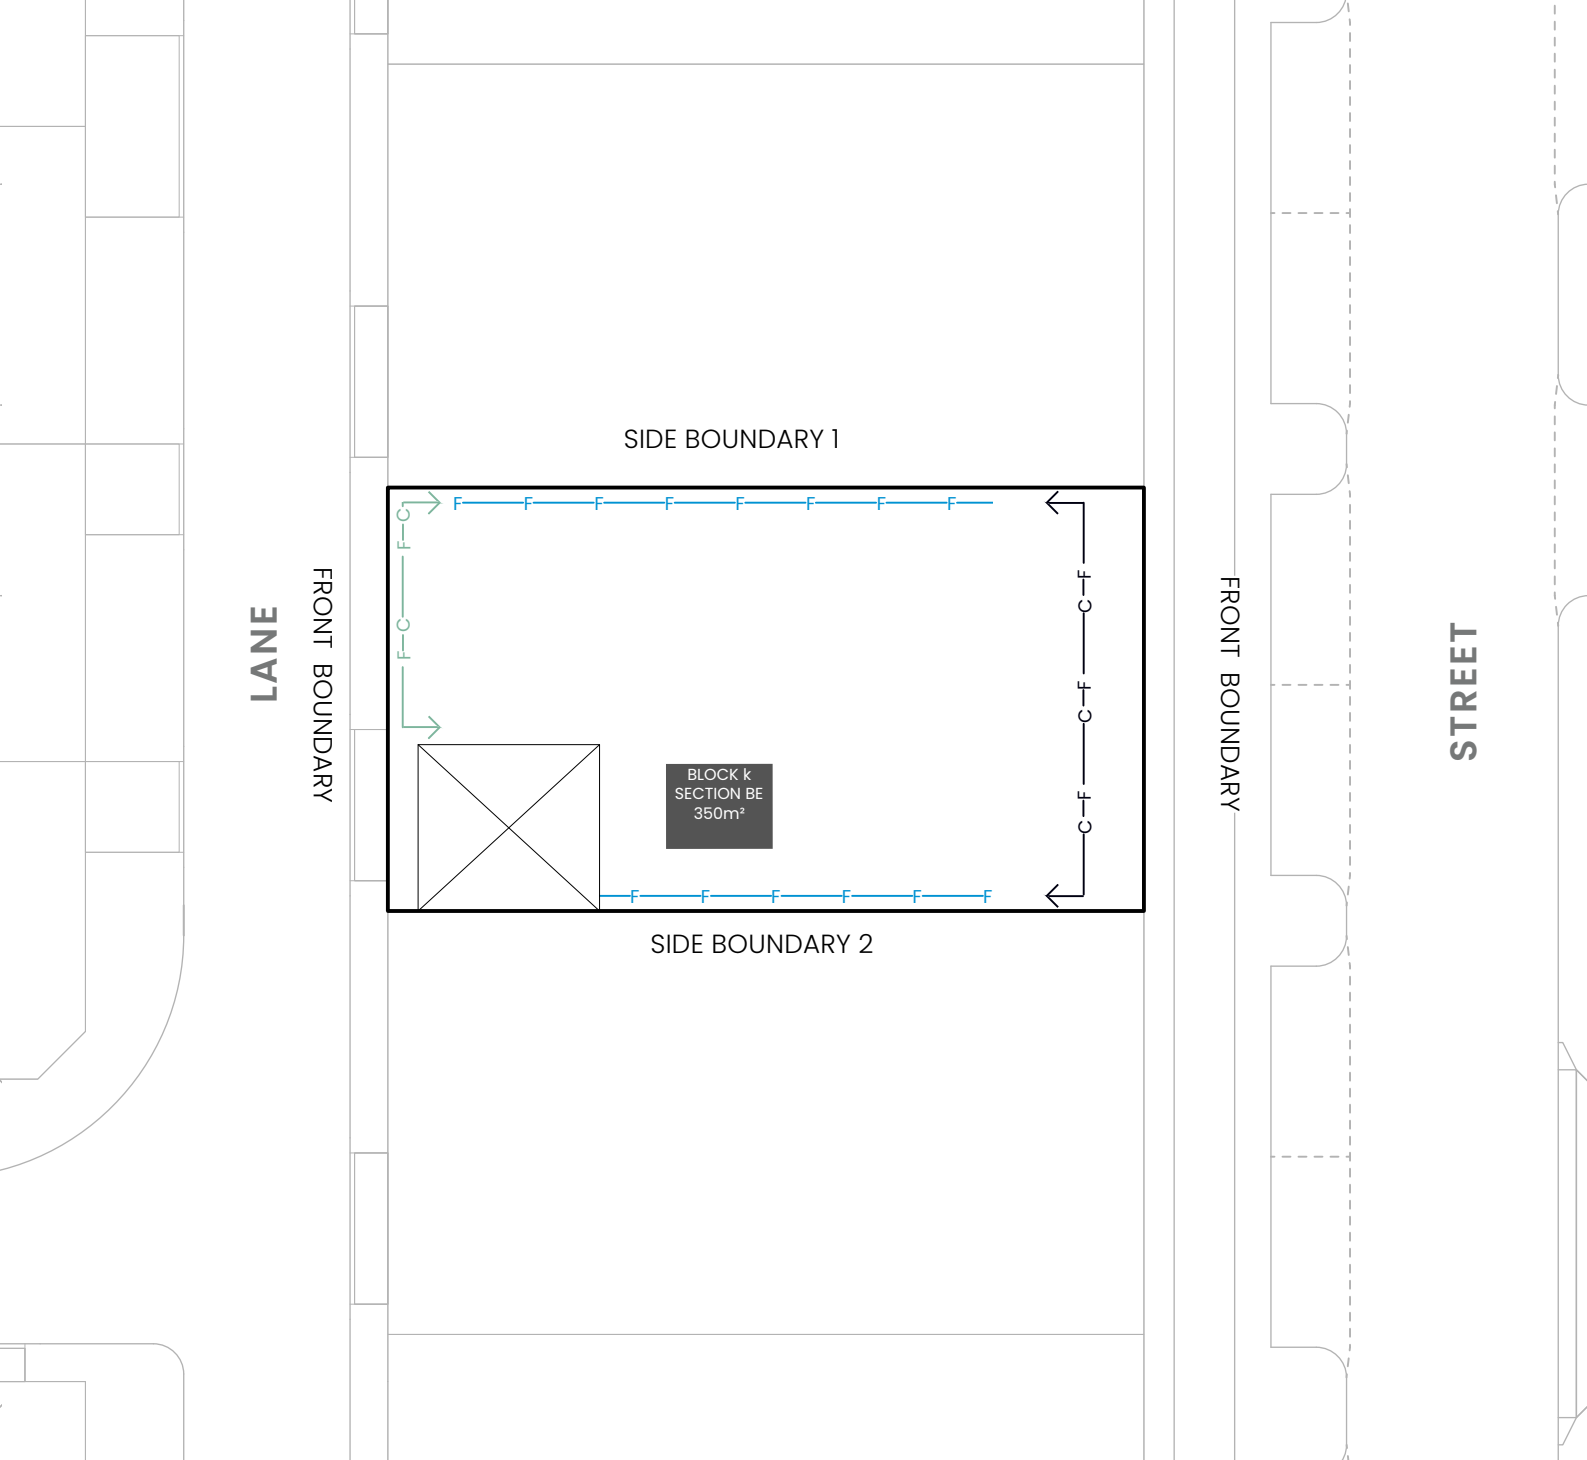 SIDE BOUNDARY 1
F F F F F F F F
C F
C F
F C
F C
F C
LANE
FRONT BOUNDARY
FRONT BOUNDARY
STREET
BLOCK k
SECTION BE
350m²
F F F F F F
SIDE BOUNDARY 2